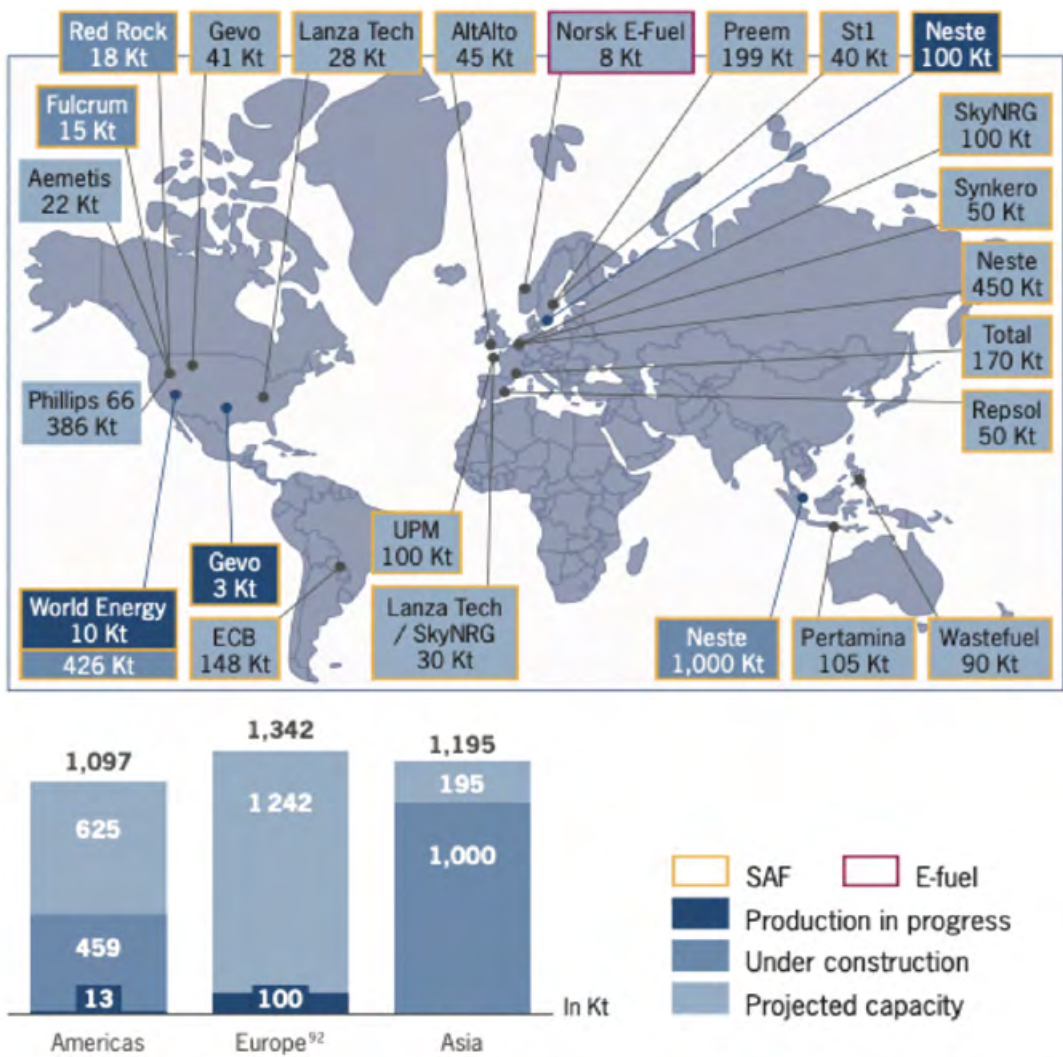 Red Rock
18 Kt
Gevo
41 Kt
Lanza Tech
28 Kt
AltAlto
45 Kt
Norsk E-Fuel
8 Kt
Preem
199 Kt
St1
40 Kt
Neste
100 Kt
Fulcrum
15 Kt
SkyNRG
100 Kt
Aemetis
22 Kt
Synkero
50 Kt
Neste
450 Kt
Total
170 Kt
Phillips 66
386 Kt
Repsol
50 Kt
UPM
100 Kt
Gevo
3 Kt
World Energy
10 Kt
426 Kt
ECB
148 Kt
Lanza Tech
/ SkyNRG
30 Kt
Neste
1,000 Kt
Pertamina
105 Kt
Wastefuel
90 Kt
1,097
625
459
13
Americas
1,342
1 242
100
Europe⁹²
1,195
195
1,000
Asia
In Kt
SAF
E-fuel
Production in progress
Under construction
Projected capacity